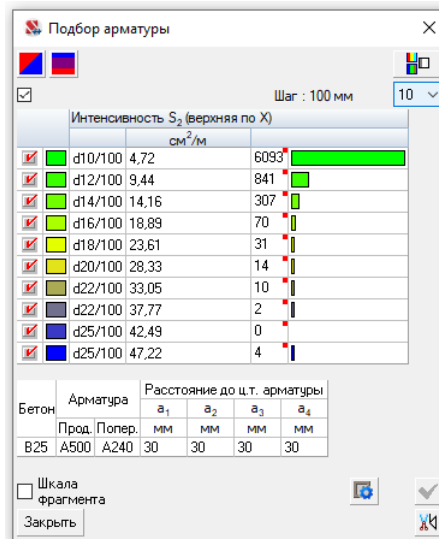 Подбор арматуры
Шаг : 100 мм 10
Интенсивность S2 (верхняя по X)
см²/м
d10/100 4,72 6093
d12/100 9,44 841
d14/100 14,16 307
d16/100 18,89 70
d18/100 23,61 31
d20/100 28,33 14
d22/100 33,05 10
d22/100 37,77 2
d25/100 42,49 0
d25/100 47,22 4
Бетон Арматура Расстояние до ц.т. арматуры
a1 a2 a3 a4
Прод. Попер. мм мм мм мм
B25 A500 A240 30 30 30 30
Шкала
фрагмента
Закрыть